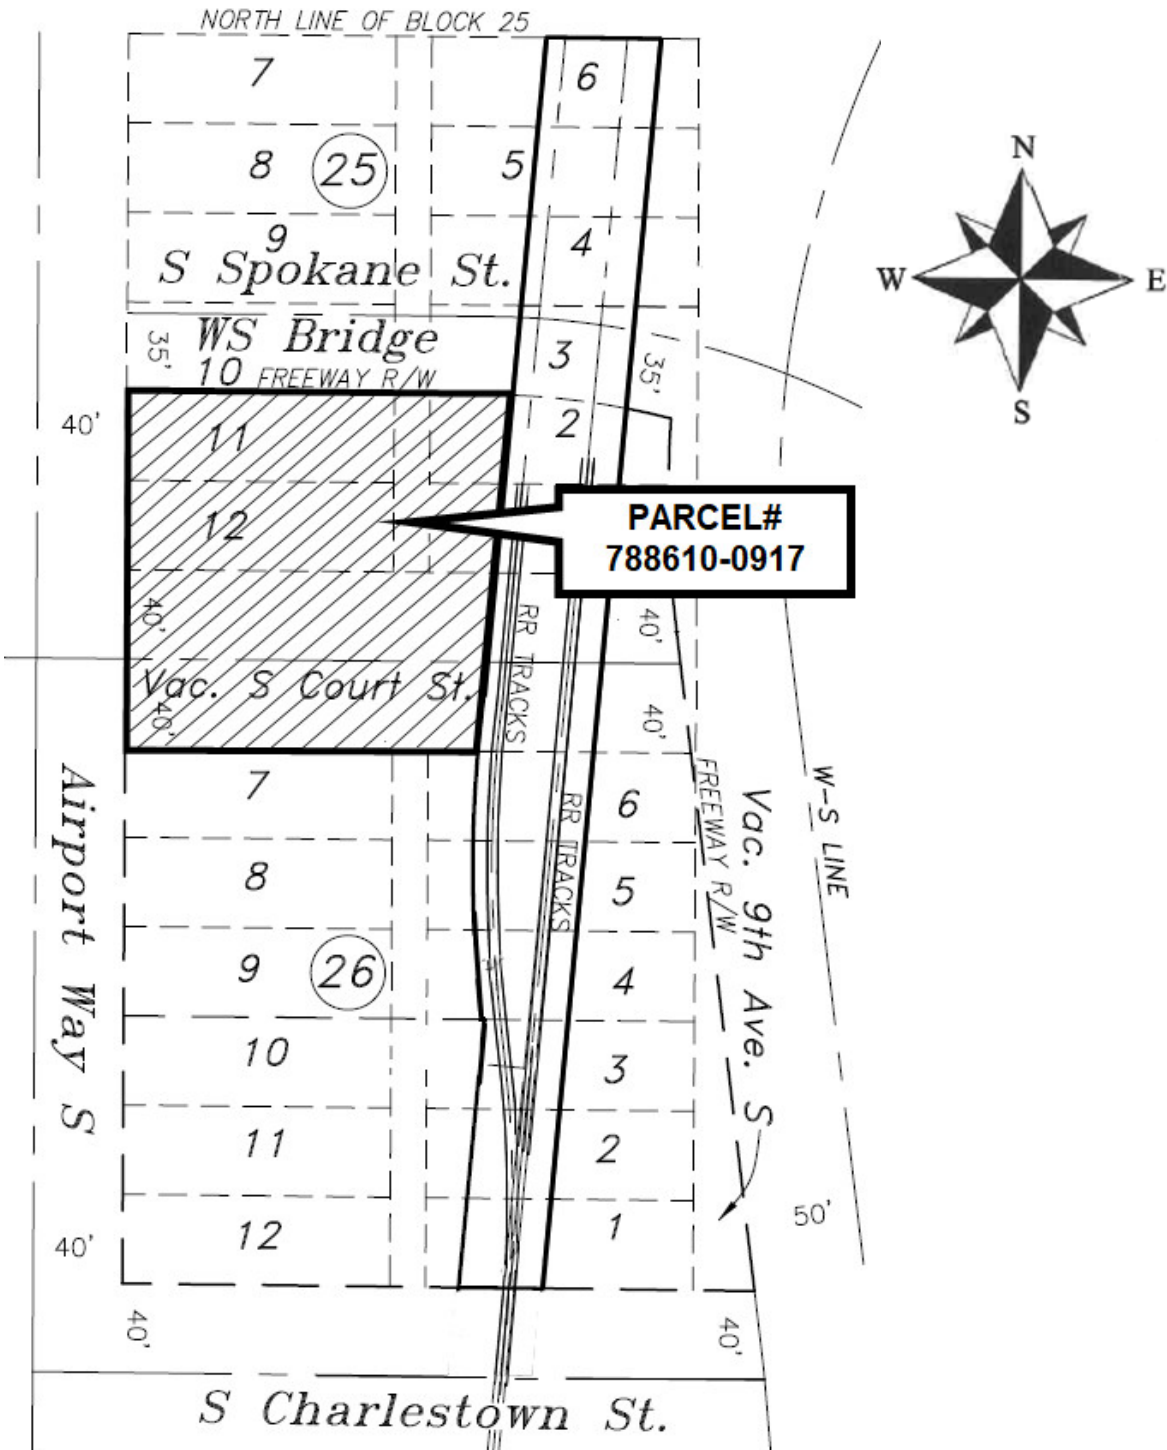 NORTH LINE OF BLOCK 25
7
6
8
25
5
9
4
S Spokane St.
N
W
E
S
WS Bridge
35'
10 FREEWAY R/W
3
35'
40'
11
2
12
PARCEL#
788610-0917
40'
RR TRACKS
40'
Vac. S Court St.
40'
40'
7
6
Airport Way S
RR TRACKS
FREEWAY R/W
Vac. 9th Ave. S
W-S LINE
8
5
9
26
4
10
3
11
2
12
1
50'
40'
40'
40'
S Charlestown St.